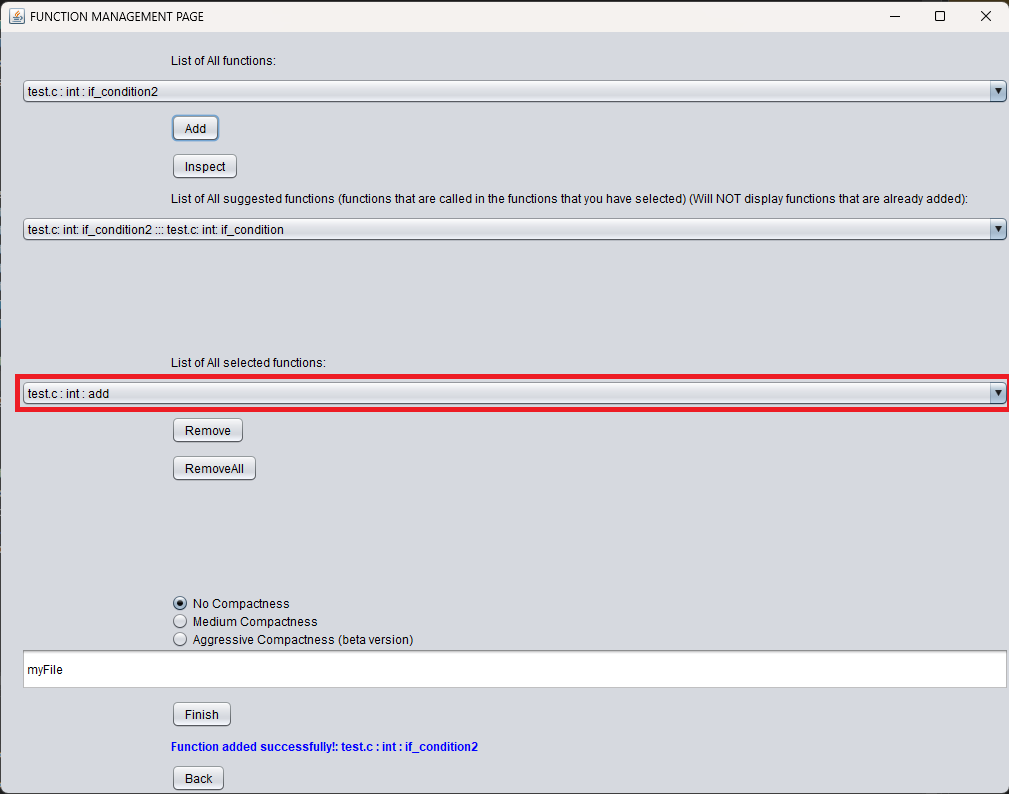 FUNCTION MANAGEMENT PAGE
List of All functions:
test.c : int : if_condition2
Add
Inspect
List of All suggested functions (functions that are called in the functions that you have selected) (Will NOT display functions that are already added):
test.c: int: if_condition2 ::: test.c: int: if_condition
List of All selected functions:
test.c : int : add
Remove
RemoveAll
No Compactness
Medium Compactness
Aggressive Compactness (beta version)
myFile
Finish
Function added successfully!: test.c : int : if_condition2
Back